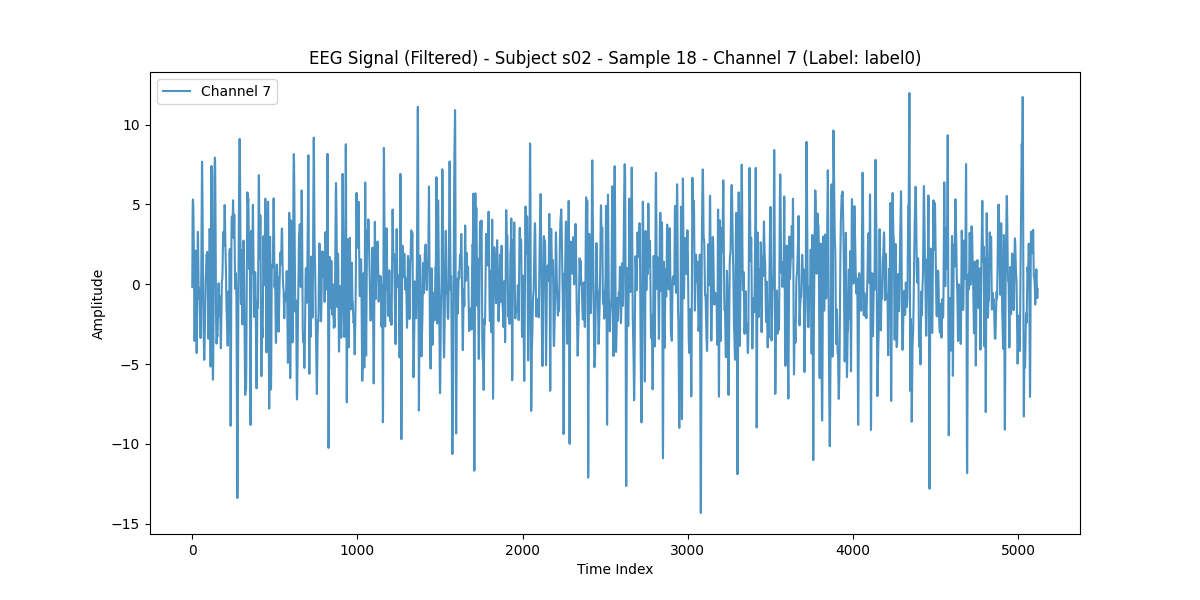 EEG Signal (Filtered) - Subject s02 - Sample 18 - Channel 7 (Label: label0)
Channel 7
10
5
0
−5
−10
−15
Amplitude
0 1000 2000 3000 4000 5000
Time Index